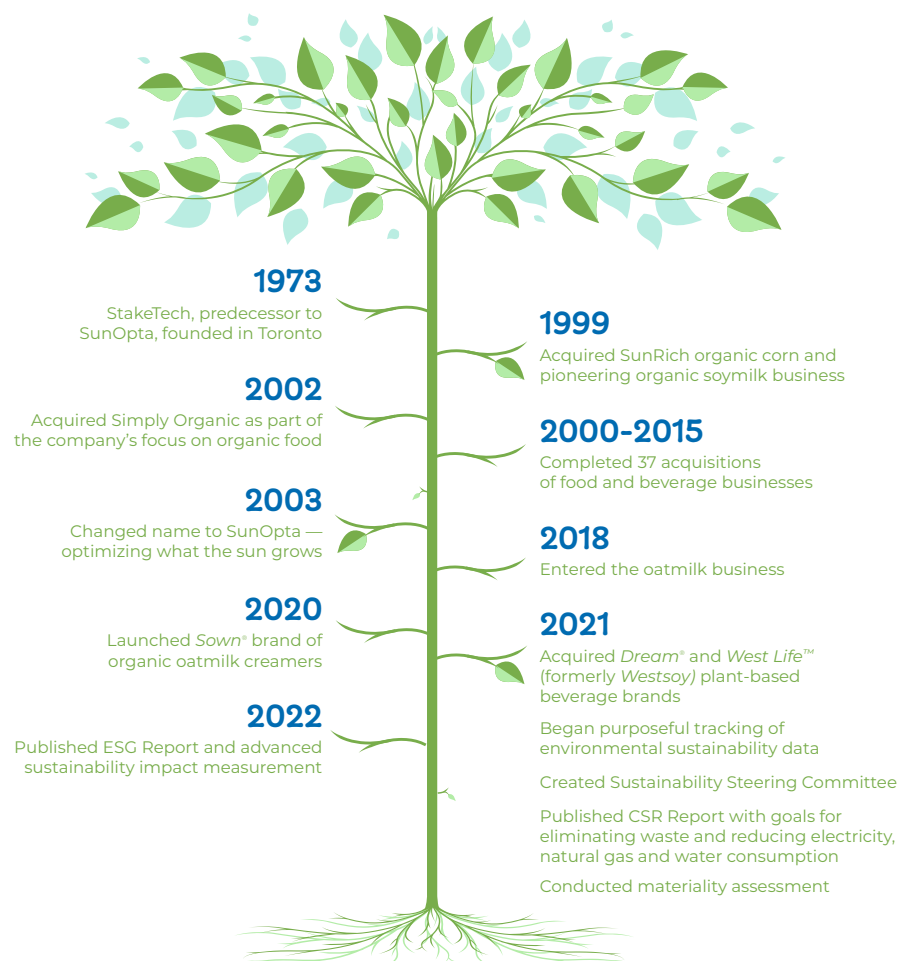 1973
StakeTech, predecessor to
SunOpta, founded in Toronto
1999
Acquired SunRich organic corn and
pioneering organic soymilk business
2002
Acquired Simply Organic as part of
the company’s focus on organic food
2000-2015
Completed 37 acquisitions
of food and beverage businesses
2003
Changed name to SunOpta —
optimizing what the sun grows
2018
Entered the oatmilk business
2020
Launched Sown® brand of
organic oatmilk creamers
2021
Acquired Dream® and West Life™
(formerly Westsoy) plant-based
beverage brands
Began purposeful tracking of
environmental sustainability data
Created Sustainability Steering Committee
Published CSR Report with goals for
eliminating waste and reducing electricity,
natural gas and water consumption
Conducted materiality assessment
2022
Published ESG Report and advanced
sustainability impact measurement